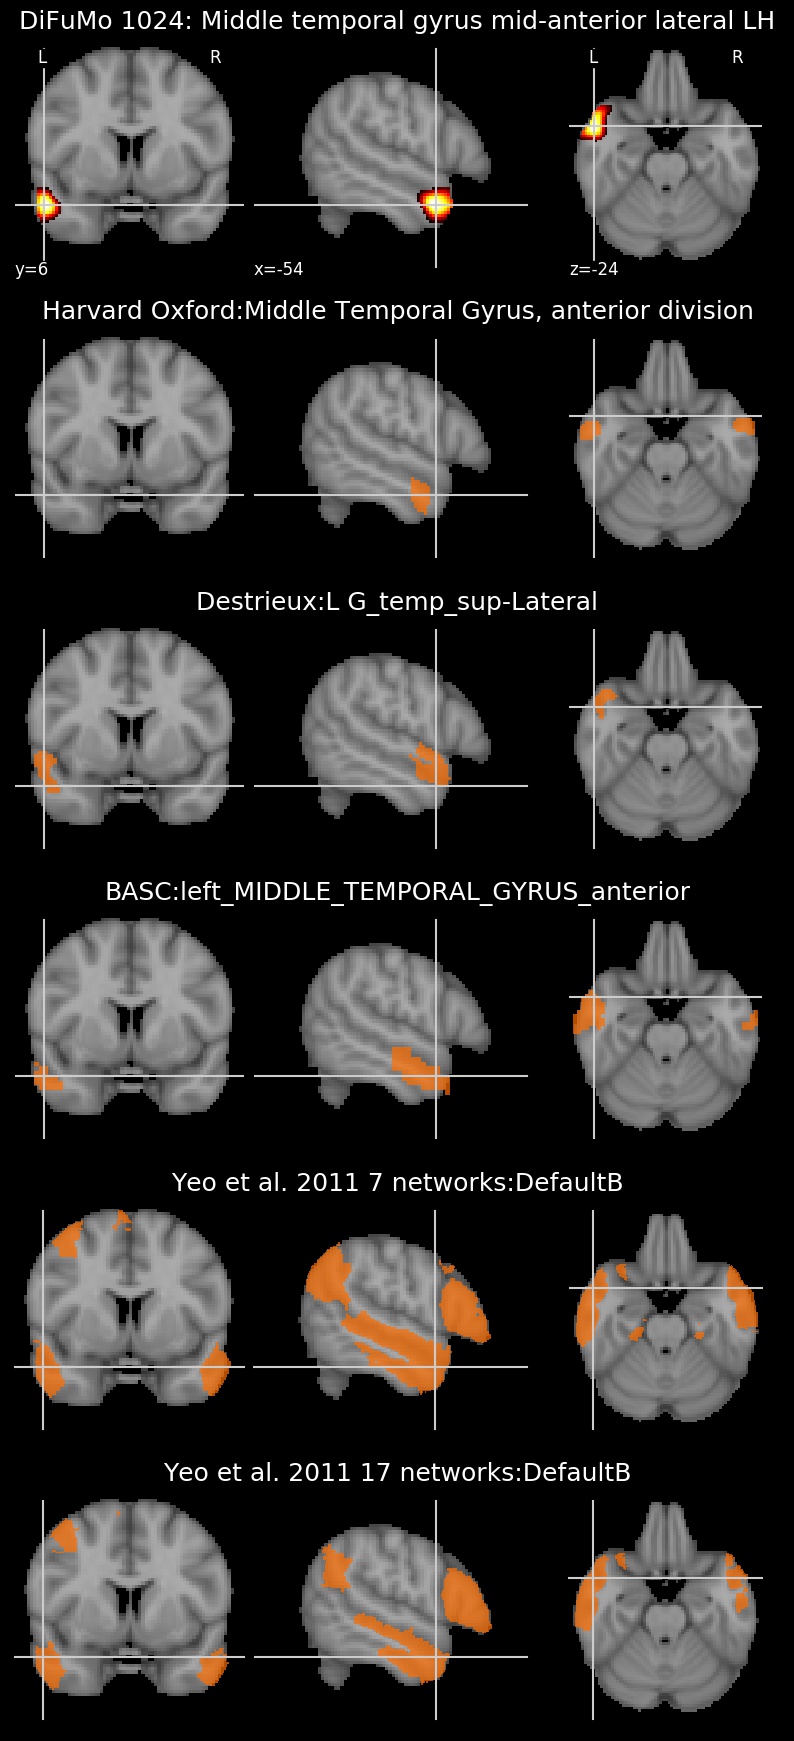 DiFuMo 1024: Middle temporal gyrus mid-anterior lateral LH
L R L R
y=6 x=-54 z=-24
Harvard Oxford:Middle Temporal Gyrus, anterior division
Destrieux:L G_temp_sup-Lateral
BASC:left_MIDDLE_TEMPORAL_GYRUS_anterior
Yeo et al. 2011 7 networks:DefaultB
Yeo et al. 2011 17 networks:DefaultB